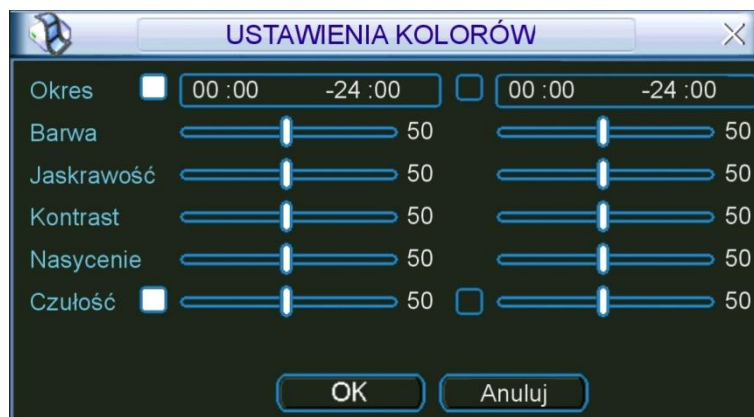 USTAWIENIA KOLORÓW
Okres 00 :00 -24 :00 00 :00 -24 :00
Barwa 50 50
Jaskrawość 50 50
Kontrast 50 50
Nasycenie 50 50
Czułość 50 50
OK Anuluj